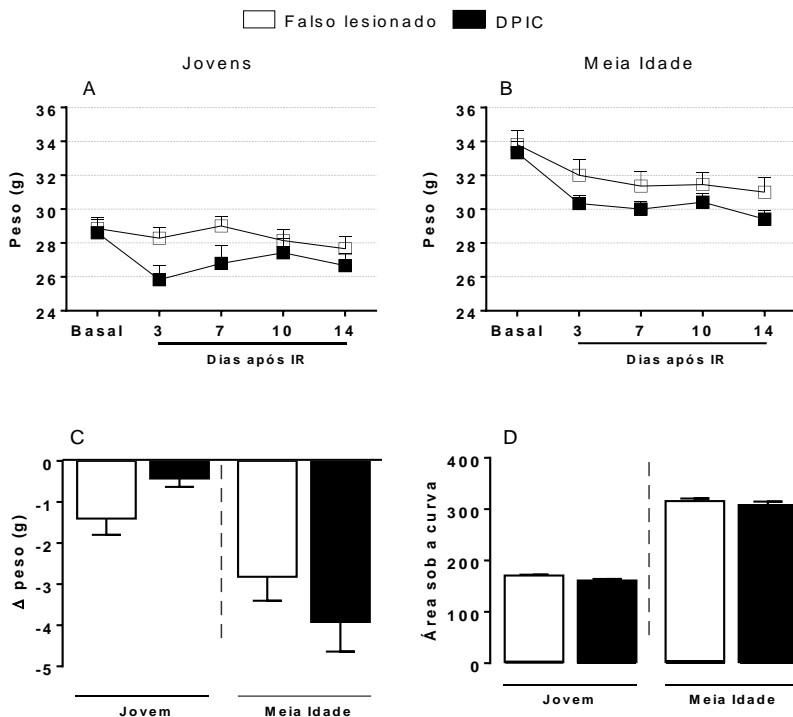 Falso lesionado DPIC
Jovens
Meia Idade
A
B
Peso (g)
36
34
32
30
28
26
24
Basal 3 7 10 14
Dias após IR
Peso (g)
36
34
32
30
28
26
24
Basal 3 7 10 14
Dias após IR
C
Δ peso (g)
0
-1
-2
-3
-4
-5
Jovem Meia Idade
D
Área sob a curva
400
300
200
100
0
Jovem Meia Idade